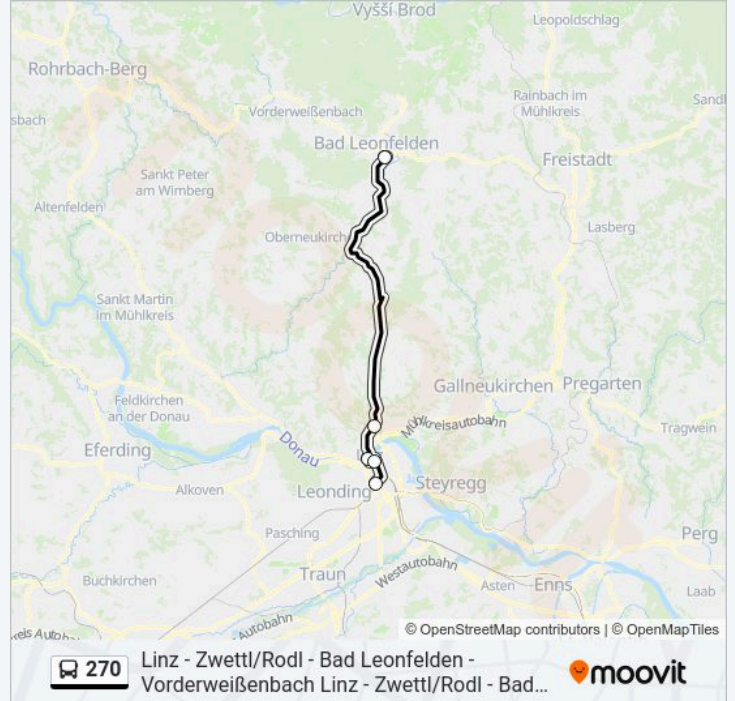 Vyšší Brod
Leopoldschlag
Rohrbach-Berg
Rainbach im
Mühlkreis
Sandl
Vorderweißenbach
sbach
Bad Leonfelden
Freistadt
Sankt Peter
am Wimberg
Altenfelden
Lasberg
Oberneukirch
Sankt Martin
im Mühlkreis
Gallneukirchen
Pregarten
Feldkirchen
an der Donau
Mühlkreisautobahn
Tragwein
Donau
Eferding
Steyregg
Alkoven
Leonding
Pasching
Perg
Traun
Westautobahn
Buchkirchen
Asten
Enns
Laab
reis Autobah
Autobahn
© OpenStreetMap contributors | © OpenMapTiles
270
Linz - Zwettl/Rodl - Bad Leonfelden -
Vorderweißenbach Linz - Zwettl/Rodl - Bad...
moovit